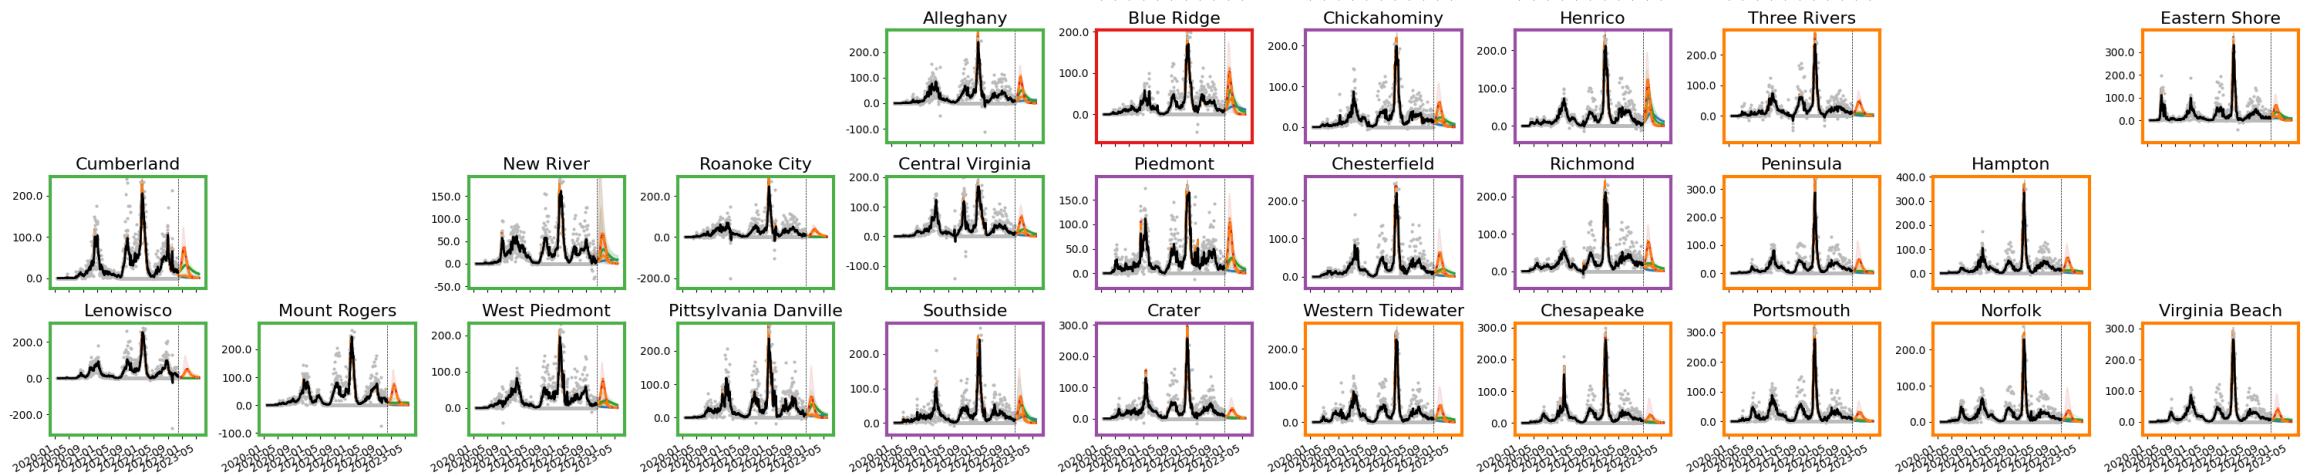 Alleghany Blue Ridge Chickahominy Henrico Three Rivers Eastern Shore
200.0 100.0 0.0 -100.0
200.0 100.0 0.0
200.0 100.0 0.0
200.0 100.0 0.0
200.0 100.0 0.0
300.0 200.0 100.0 0.0
Cumberland New River Roanoke City Central Virginia Piedmont Chesterfield Richmond Peninsula Hampton
200.0 100.0 0.0
150.0 100.0 50.0 0.0 -50.0
200.0 0.0 -200.0
200.0 100.0 0.0 -100.0
150.0 100.0 50.0 0.0
200.0 100.0 0.0
200.0 100.0 0.0
300.0 200.0 100.0 0.0
400.0 300.0 200.0 100.0 0.0
Lenowisco Mount Rogers West Piedmont Pittsylvania Danville Southside Crater Western Tidewater Chesapeake Portsmouth Norfolk Virginia Beach
200.0 0.0 -200.0
200.0 100.0 0.0 -100.0
200.0 100.0 0.0
200.0 100.0 0.0
300.0 200.0 100.0 0.0
300.0 200.0 100.0 0.0
200.0 100.0 0.0
300.0 200.0 100.0 0.0
300.0 200.0 100.0 0.0
200.0 100.0 0.0
300.0 200.0 100.0 0.0